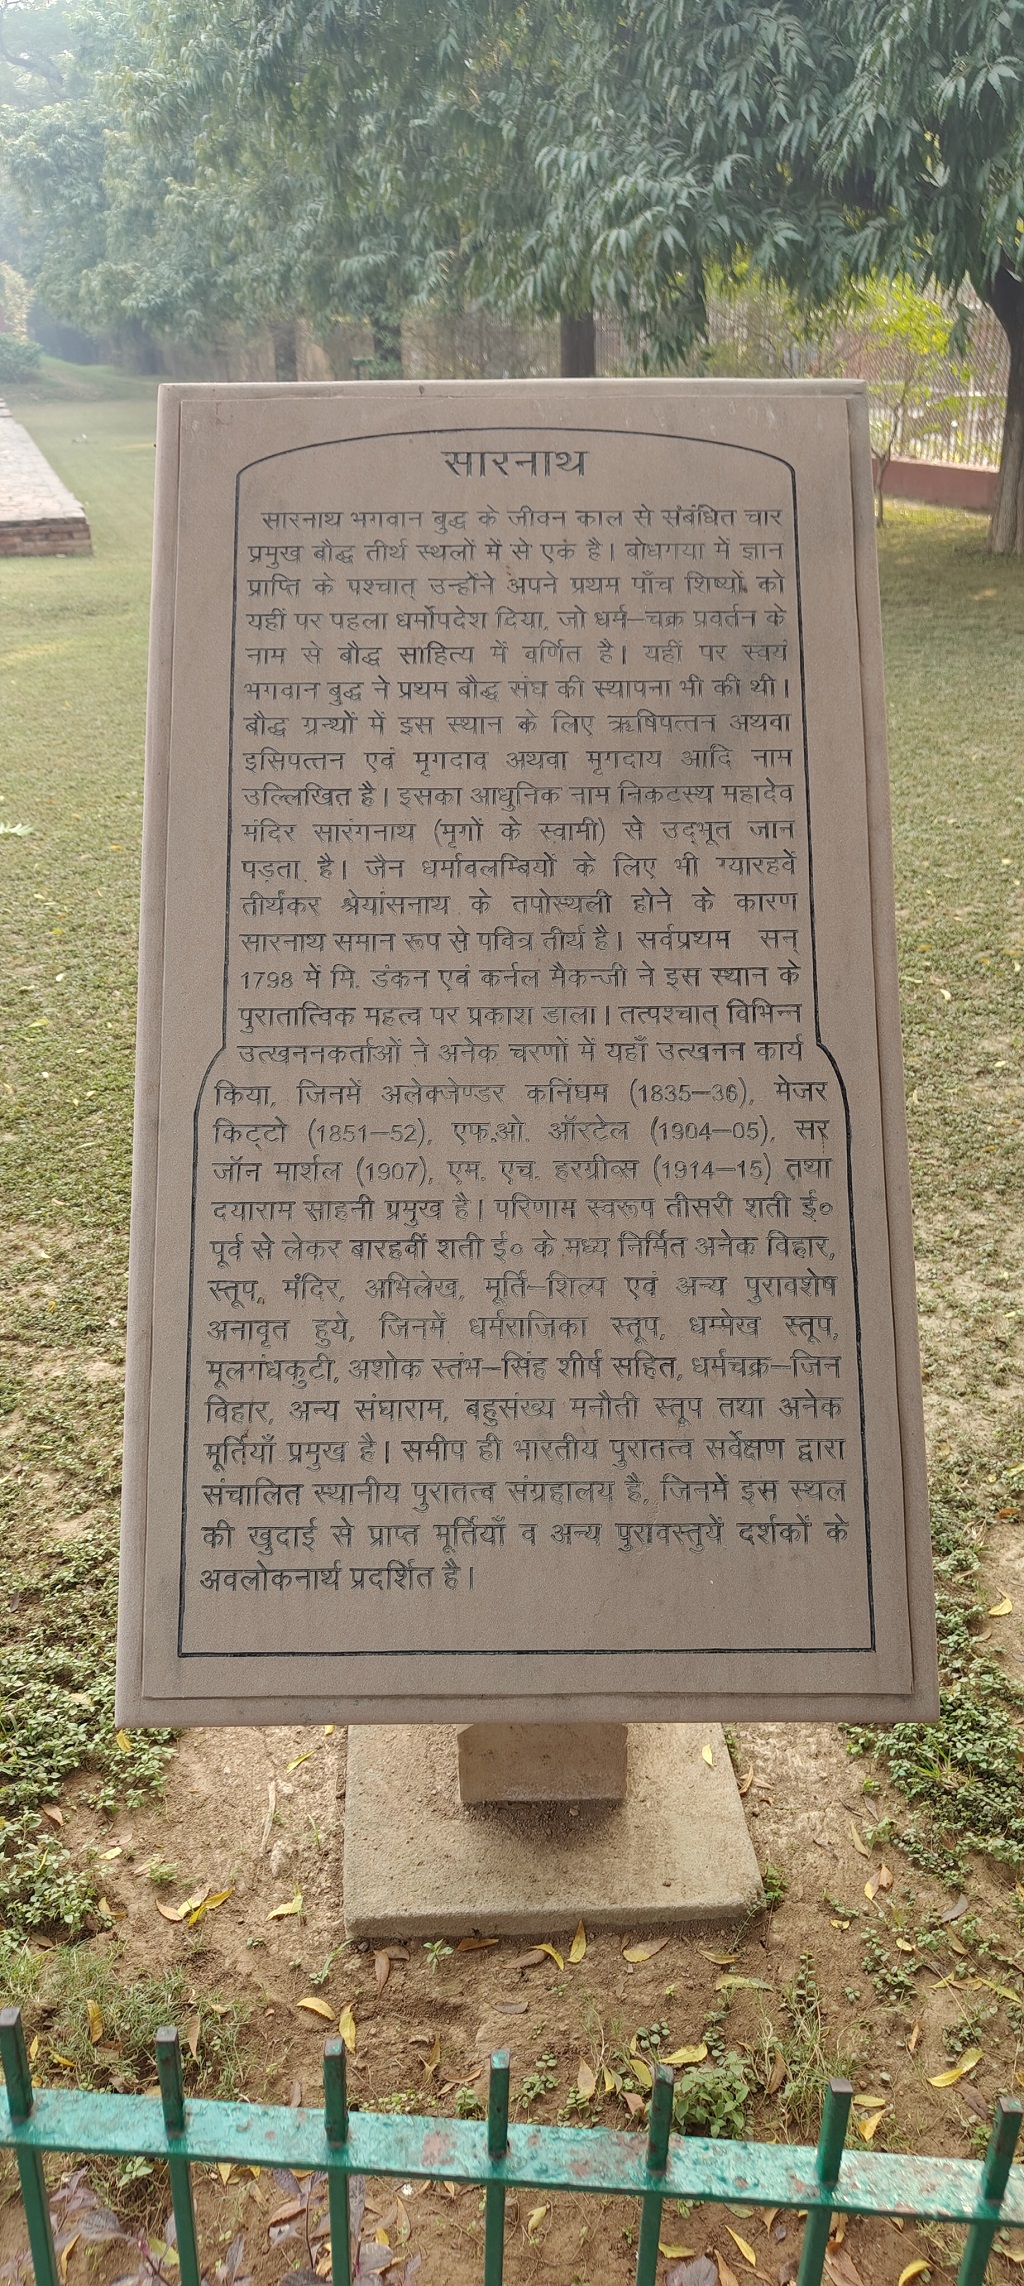 सारनाथ
सारनाथ भगवान बुद्ध के जीवन काल से संबंधित चार
प्रमुख बौद्ध तीर्थ स्थलों में से एक है। बोधगया में ज्ञान
प्राप्ति के पश्चात् उन्होंने अपने प्रथम पाँच शिष्यों को
यहीं पर पहला धर्मोपदेश दिया, जो धर्म–चक्र प्रवर्तन के
नाम से बौद्ध साहित्य में वर्णित है। यहीं पर स्वयं
भगवान बुद्ध ने प्रथम बौद्ध संघ की स्थापना भी की थी।
बौद्ध ग्रन्थों में इस स्थान के लिए ऋषिपत्तन अथवा
इसिपत्तन एवं मृगदाव अथवा मृगदाय आदि नाम
उल्लिखित है। इसका आधुनिक नाम निकटस्थ महादेव
मंदिर सारंगनाथ (मृगों के स्वामी) से उद्भूत जान
पड़ता है। जैन धर्मावलम्बियों के लिए भी ग्यारहवें
तीर्थंकर श्रेयांसनाथ के तपोस्थली होने के कारण
सारनाथ समान रूप से पवित्र तीर्थ है। सर्वप्रथम सन्
1798 में मि. डंकन एवं कर्नल मैकन्जी ने इस स्थान के
पुरातात्विक महत्व पर प्रकाश डाला। तत्पश्चात् विभिन्न
उत्खननकर्ताओं ने अनेक चरणों में यहाँ उत्खनन कार्य
किया, जिनमें अलेक्जेण्डर कनिंघम (1835–36), मेजर
किट्टो (1851–52), एफ.ओ. ऑरटेल (1904–05), सर
जॉन मार्शल (1907), एम. एच. हरग्रीव्स (1914–15) तथा
दयाराम साहनी प्रमुख है। परिणाम स्वरूप तीसरी शती ई०
पूर्व से लेकर बारहवीं शती ई० के मध्य निर्मित अनेक विहार,
स्तूप, मंदिर, अभिलेख, मूर्ति–शिल्प एवं अन्य पुरावशेष
अनावृत हुये, जिनमें धर्मराजिका स्तूप, धम्मेख स्तूप,
मूलगंधकुटी, अशोक स्तंभ–सिंह शीर्ष सहित, धर्मचक्र–जिन
विहार, अन्य संघाराम, बहुसंख्य मनौती स्तूप तथा अनेक
मूर्तियाँ प्रमुख है। समीप ही भारतीय पुरातत्व सर्वेक्षण द्वारा
संचालित स्थानीय पुरातत्व संग्रहालय है, जिनमें इस स्थल
की खुदाई से प्राप्त मूर्तियाँ व अन्य पुरावस्तुयें दर्शकों के
अवलोकनार्थ प्रदर्शित है।